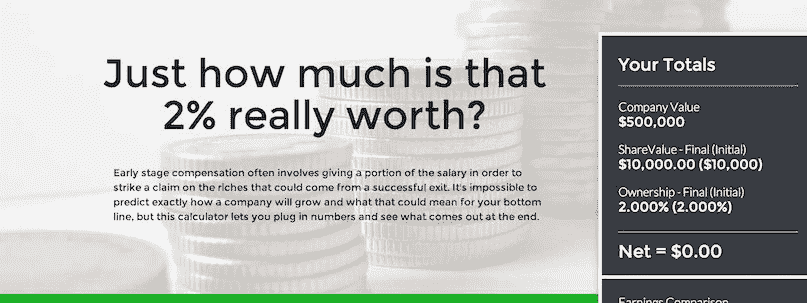 Just how much is that
2% really worth?
Early stage compensation often involves giving a portion of the salary in order to
strike a claim on the riches that could come from a successful exit. It's impossible to
predict exactly how a company will grow and what that could mean for your bottom
line, but this calculator lets you plug in numbers and see what comes out at the end.
Your Totals
Company Value
$500,000
ShareValue - Final (Initial)
$10,000.00 ($10,000)
Ownership - Final (Initial)
2.000% (2.000%)
Net = $0.00
Earnings Comparison